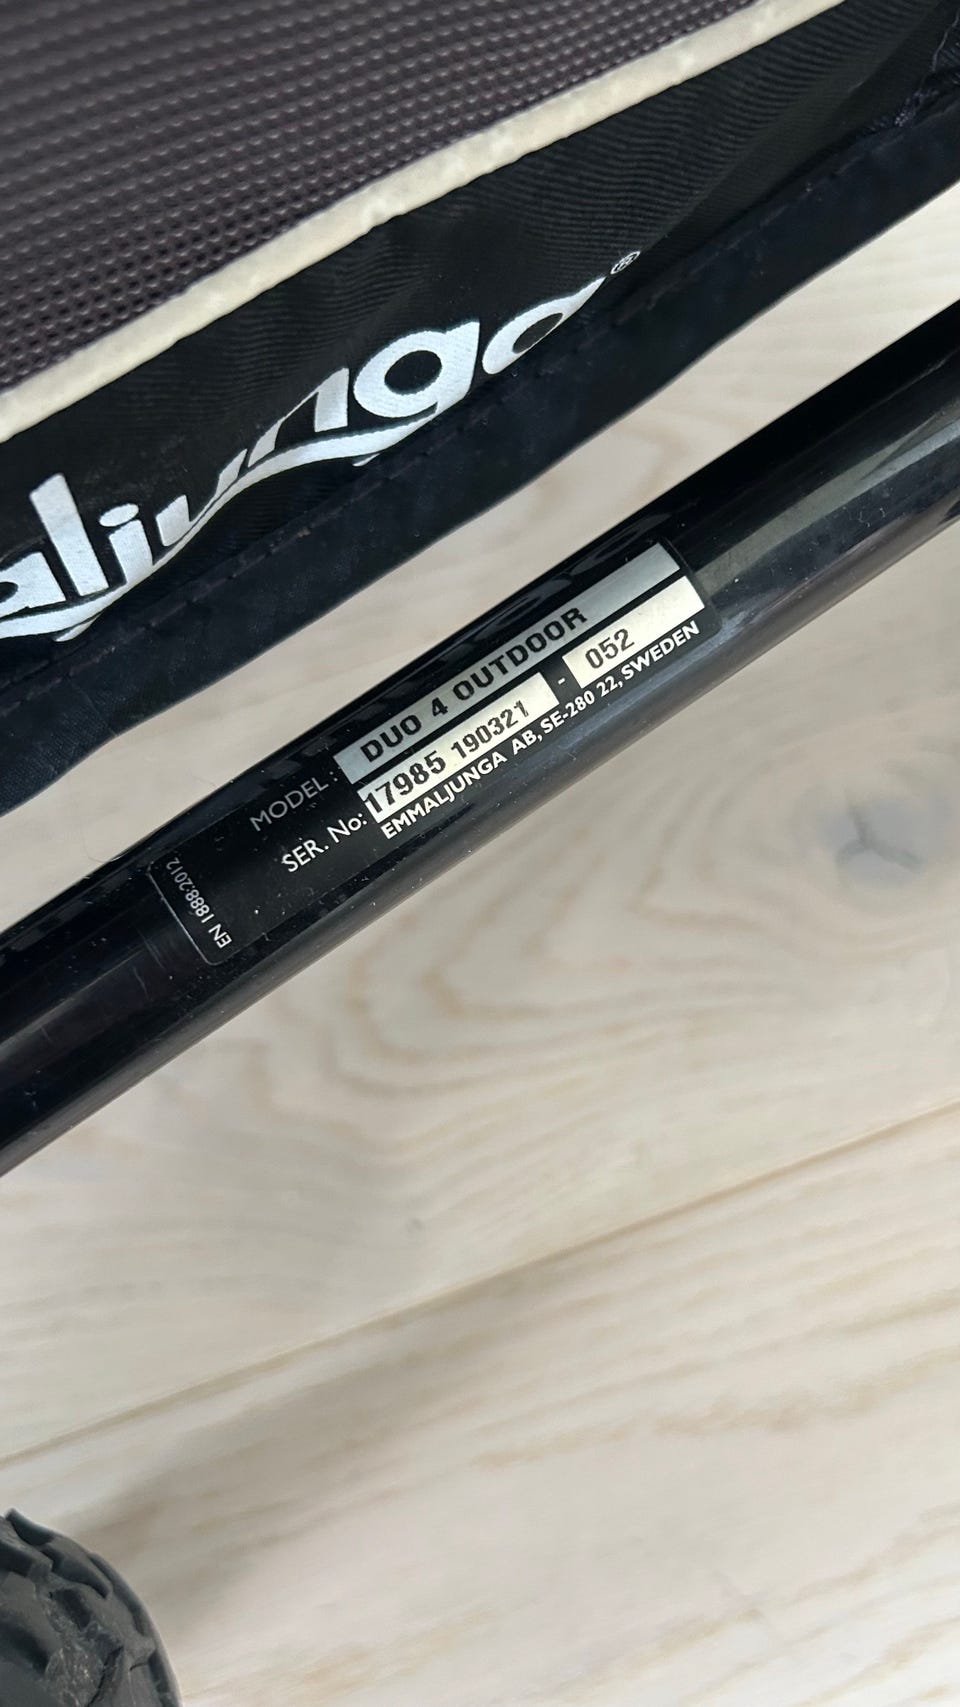 aljunga®
MODEL: DUO 4 OUTDOOR
SER. No: 17985 190321 - 052
EMMALJUNGA AB, SE-280 22, SWEDEN
EN 1888:2012